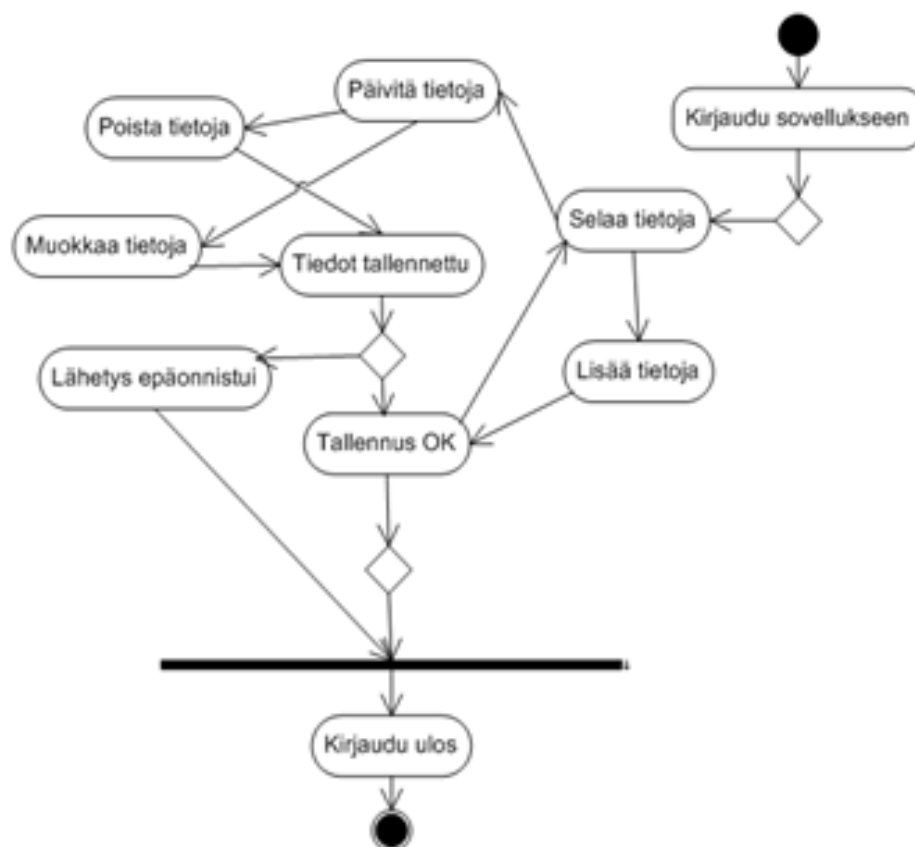 Päivitä tietoja
Poista tietoja
Kirjaudu sovellukseen
Selaa tietoja
Muokkaa tietoja
Tiedot tallennettu
Lähetys epäonnistui
Lisää tietoja
Tallennus OK
Kirjaudu ulos